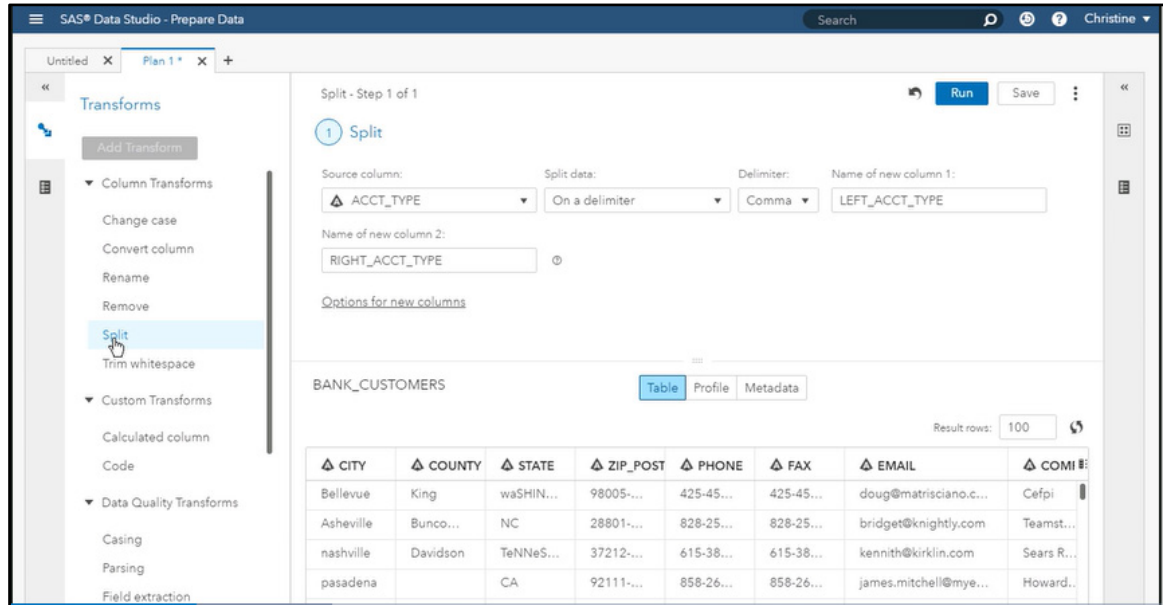 SAS® Data Studio - Prepare Data
Search
Christine
Untitled
Plan 1 *
Transforms
Add Transform
Column Transforms
Change case
Convert column
Rename
Remove
Split
Trim whitespace
Custom Transforms
Calculated column
Code
Data Quality Transforms
Casing
Parsing
Field extraction
Split - Step 1 of 1
Run
Save
1 Split
Source column: Split data: Delimiter: Name of new column 1:
ACCT_TYPE On a delimiter Comma LEFT_ACCT_TYPE
Name of new column 2:
RIGHT_ACCT_TYPE
Options for new columns
BANK_CUSTOMERS
Table Profile Metadata
Result rows: 100
CITY COUNTY STATE ZIP_POST PHONE FAX EMAIL COMI
Bellevue King waSHIN... 98005-... 425-45... 425-45... doug@matrisciano.c... Cefpi
Asheville Bunco... NC 28801-... 828-25... 828-25... bridget@knightly.com Teamst...
nashville Davidson TeNNeS... 37212-... 615-38... 615-38... kennith@kirklin.com Sears R...
pasadena CA 92111-... 858-26... 858-26... james.mitchell@mye... Howard...